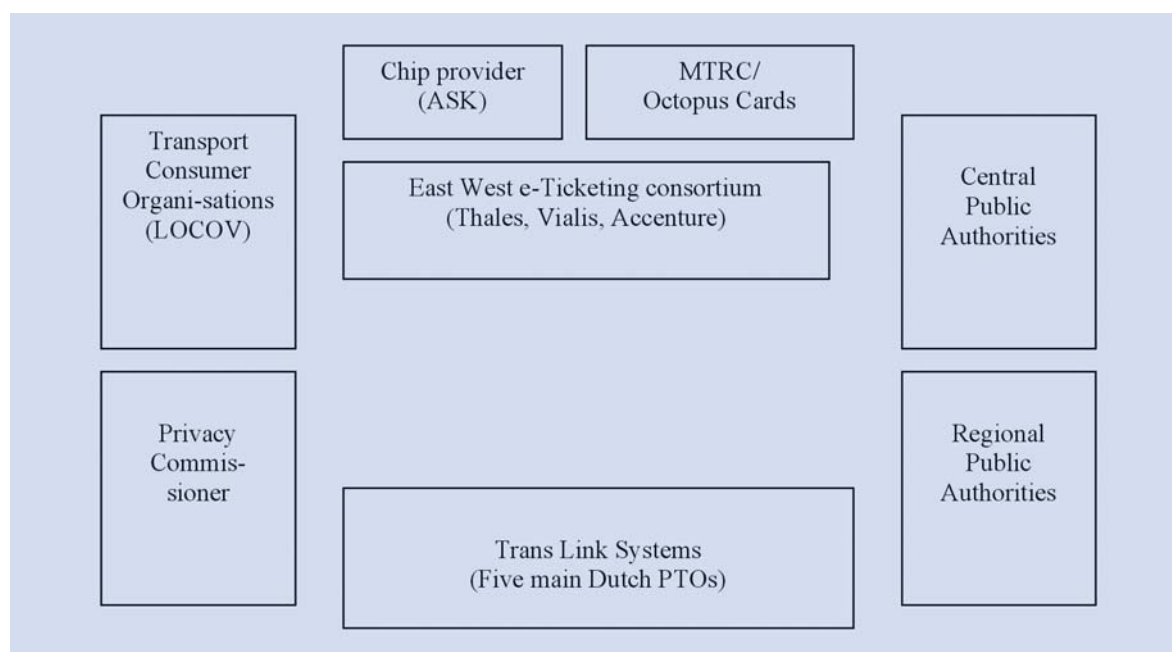 Chip provider
(ASK)
MTRC/
Octopus Cards
Transport
Consumer
Organi-sations
(LOCOV)
East West e-Ticketing consortium
(Thales, Vialis, Accenture)
Central
Public
Authorities
Privacy
Commis-
sioner
Regional
Public
Authorities
Trans Link Systems
(Five main Dutch PTOs)